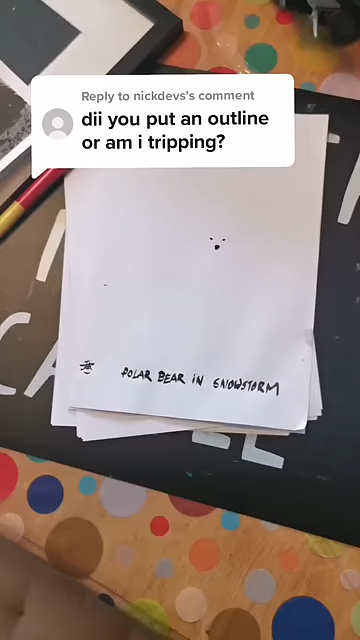 Reply to nickdevs's comment
dii you put an outline
or am i tripping?
POLAR BEAR IN SNOWSTORM